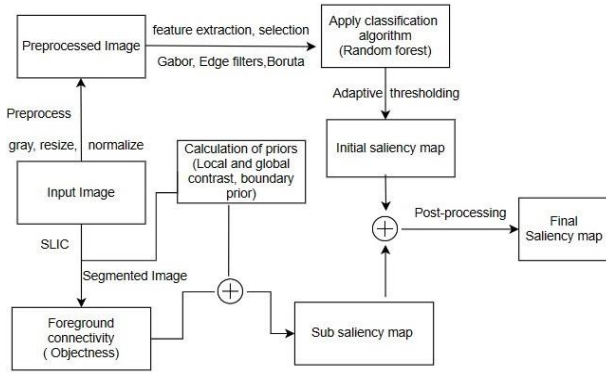 Preprocessed Image
feature extraction, selection
Gabor, Edge filters,Boruta
Apply classification
algorithm
(Random forest)
Adaptive thresholding
Preprocess
gray, resize, normalize
Calculation of priors
(Local and global
contrast, boundary
prior)
Initial saliency map
Input Image
Post-processing
Final
Saliency map
SLIC
Segmented Image
Foreground
connectivity
( Objectness)
Sub saliency map